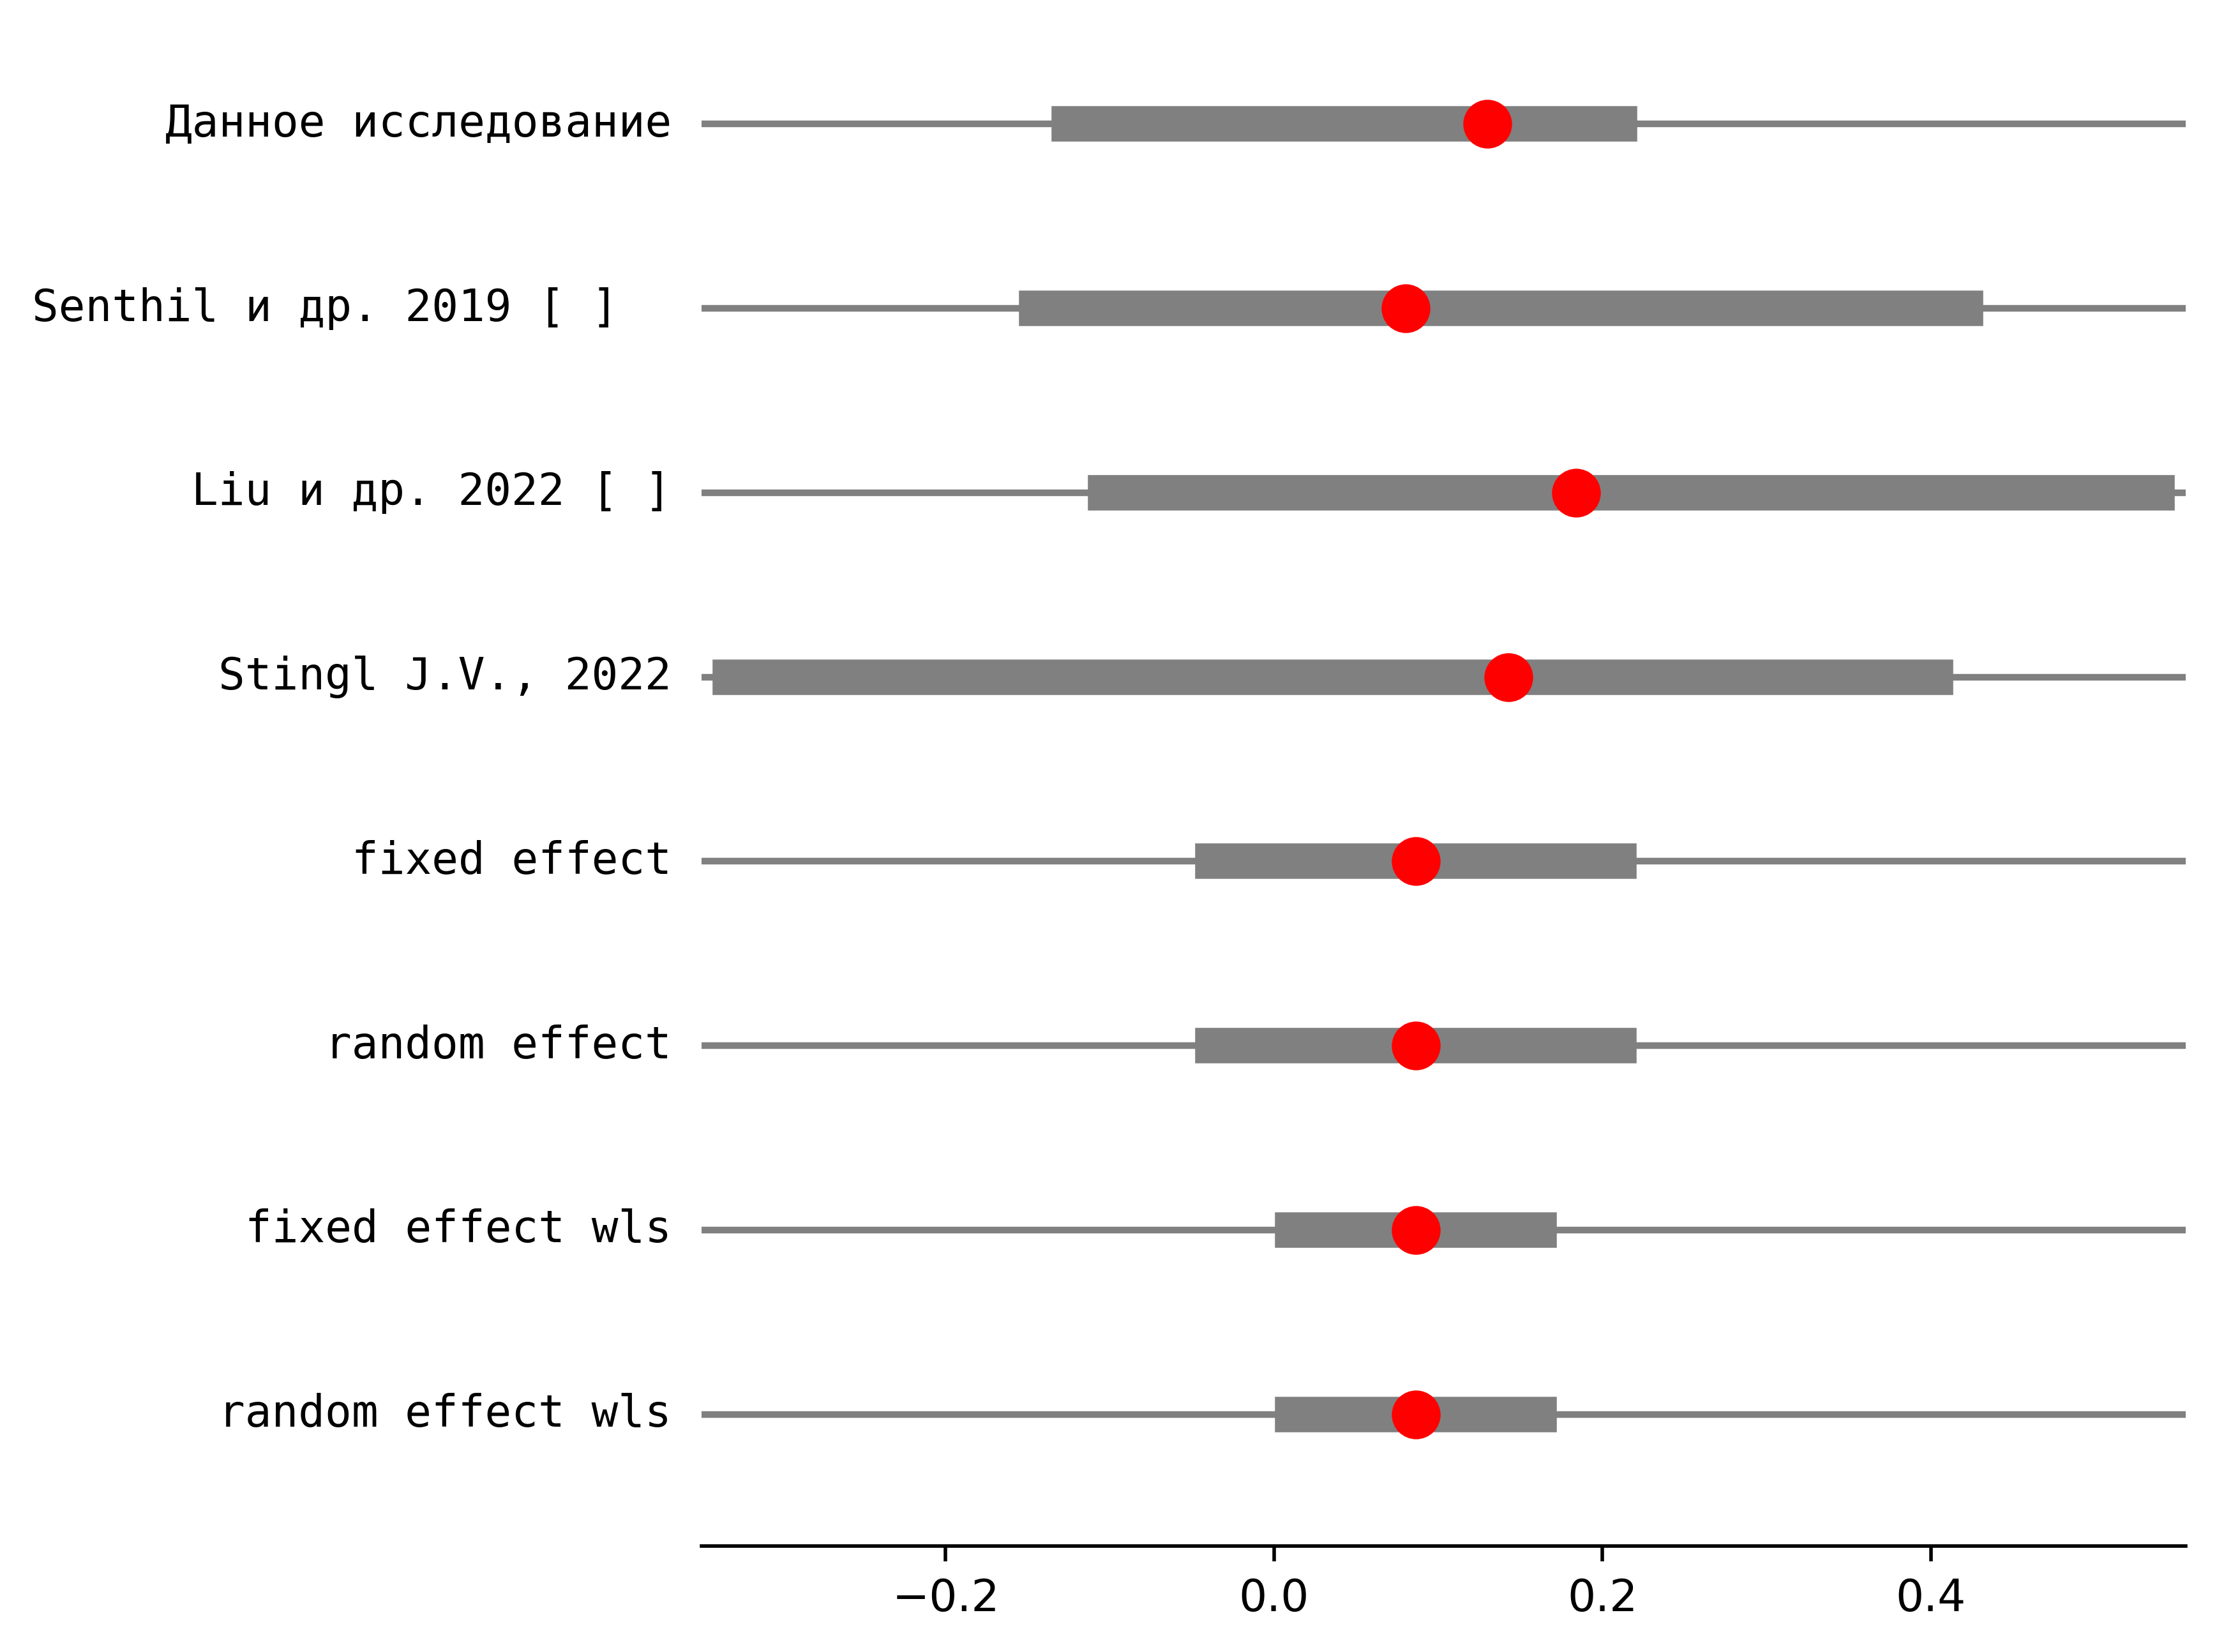 Данное исследование
Senthil и др. 2019 [ ]
Liu и др. 2022 [ ]
Stingl J.V., 2022
fixed effect
random effect
fixed effect wls
random effect wls
−0.2 0.0 0.2 0.4